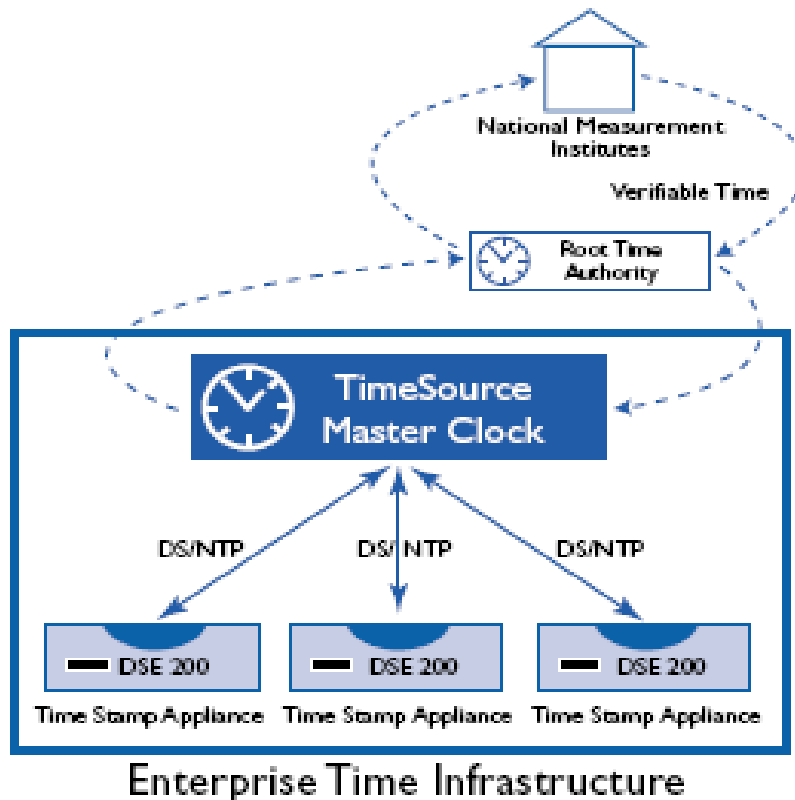 National Measurement
Institutes
Verifiable Time
Root Time
Authority
TimeSource
Master Clock
DS/NTP
DS/NTP
DS/NTP
DSE 200
DSE 200
DSE 200
Time Stamp Appliance
Time Stamp Appliance
Time Stamp Appliance
Enterprise Time Infrastructure